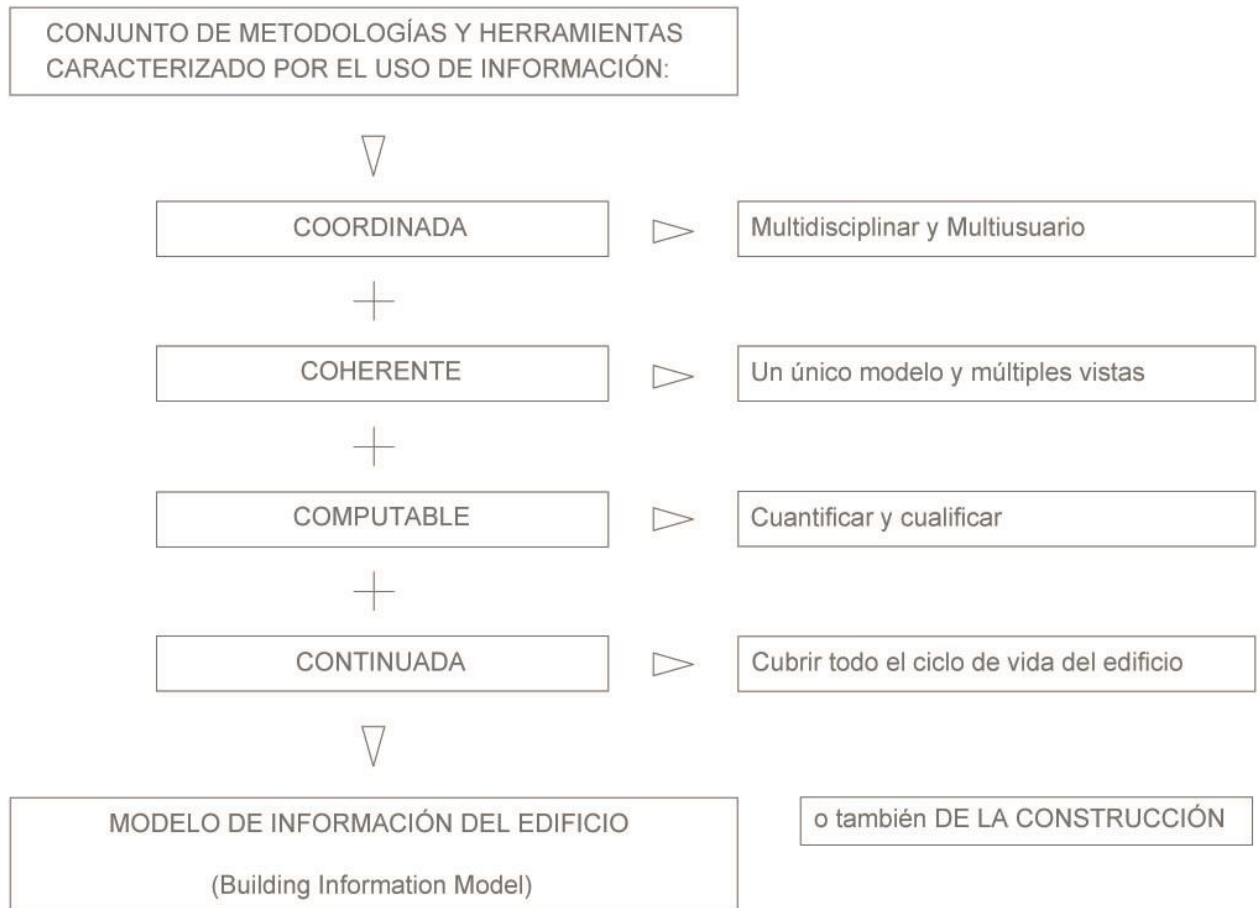 CONJUNTO DE METODOLOGÍAS Y HERRAMIENTAS
CARACTERIZADO POR EL USO DE INFORMACIÓN:
COORDINADA
Multidisciplinar y Multiusuario
COHERENTE
Un único modelo y múltiples vistas
COMPUTABLE
Cuantificar y cualificar
CONTINUADA
Cubrir todo el ciclo de vida del edificio
MODELO DE INFORMACIÓN DEL EDIFICIO
(Building Information Model)
o también DE LA CONSTRUCCIÓN